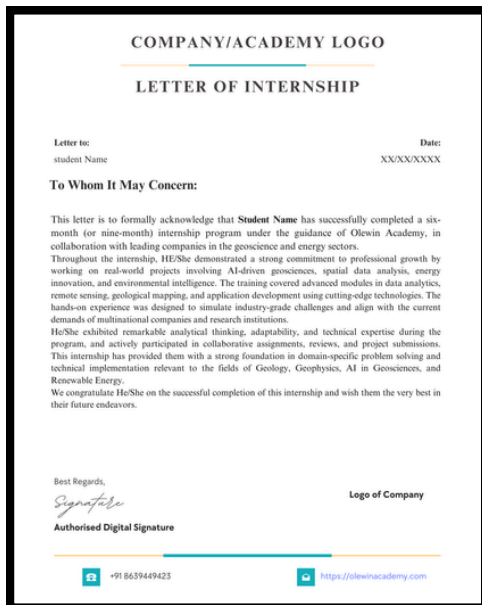 COMPANY/ACADEMY LOGO
LETTER OF INTERNSHIP
Letter to:
Date:
student Name
XX/XX/XXXX
To Whom It May Concern:
This letter is to formally acknowledge that Student Name has successfully completed a six-
month (or nine-month) internship program under the guidance of Olewin Academy, in
collaboration with leading companies in the geoscience and energy sectors.
Throughout the internship, HE/She demonstrated a strong commitment to professional growth by
working on real-world projects involving AI-driven geosciences, spatial data analysis, energy
innovation, and environmental intelligence. The training covered advanced modules in data analytics,
remote sensing, geological mapping, and application development using cutting-edge technologies. The
hands-on experience was designed to simulate industry-grade challenges and align with the current
demands of multinational companies and research institutions.
He/She exhibited remarkable analytical thinking, adaptability, and technical expertise during the
program, and actively participated in collaborative assignments, reviews, and project submissions.
This internship has provided them with a strong foundation in domain-specific problem solving and
technical implementation relevant to the fields of Geology, Geophysics, AI in Geosciences, and
Renewable Energy.
We congratulate He/She on the successful completion of this internship and wish them the very best in
their future endeavors.
Best Regards,
Signature
Logo of Company
Authorised Digital Signature
+91 8639449423
https://olewinacademy.com